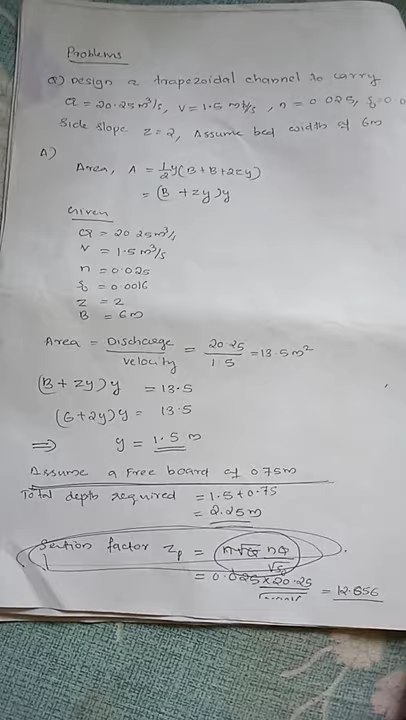 Problems
Q) Design a trapezoidal channel to carry
Q = 20.25m³/s, V = 1.5 mt/s, n = 0.025, S = 0.0
Side slope Z = 2, Assume bed width of 6m
A)
Area, A = 1/2 y(B + B + 2zy)
= (B + zy)y
Given
Q = 20.25m³/s
V = 1.5 m³/s
n = 0.025
S = 0.0016
Z = 2
B = 6m
Area = Discharge/velocity = 20.25/1.5 = 13.5 m²
(B + zy)y = 13.5
(6 + 2y)y = 13.5
⇒ y = 1.5 m
Assume a Free board of 0.75m
Total depth required = 1.5 + 0.75
= 2.25m
Section factor Zp = nQ/√S
= 0.025 × 20.25 = 12.656